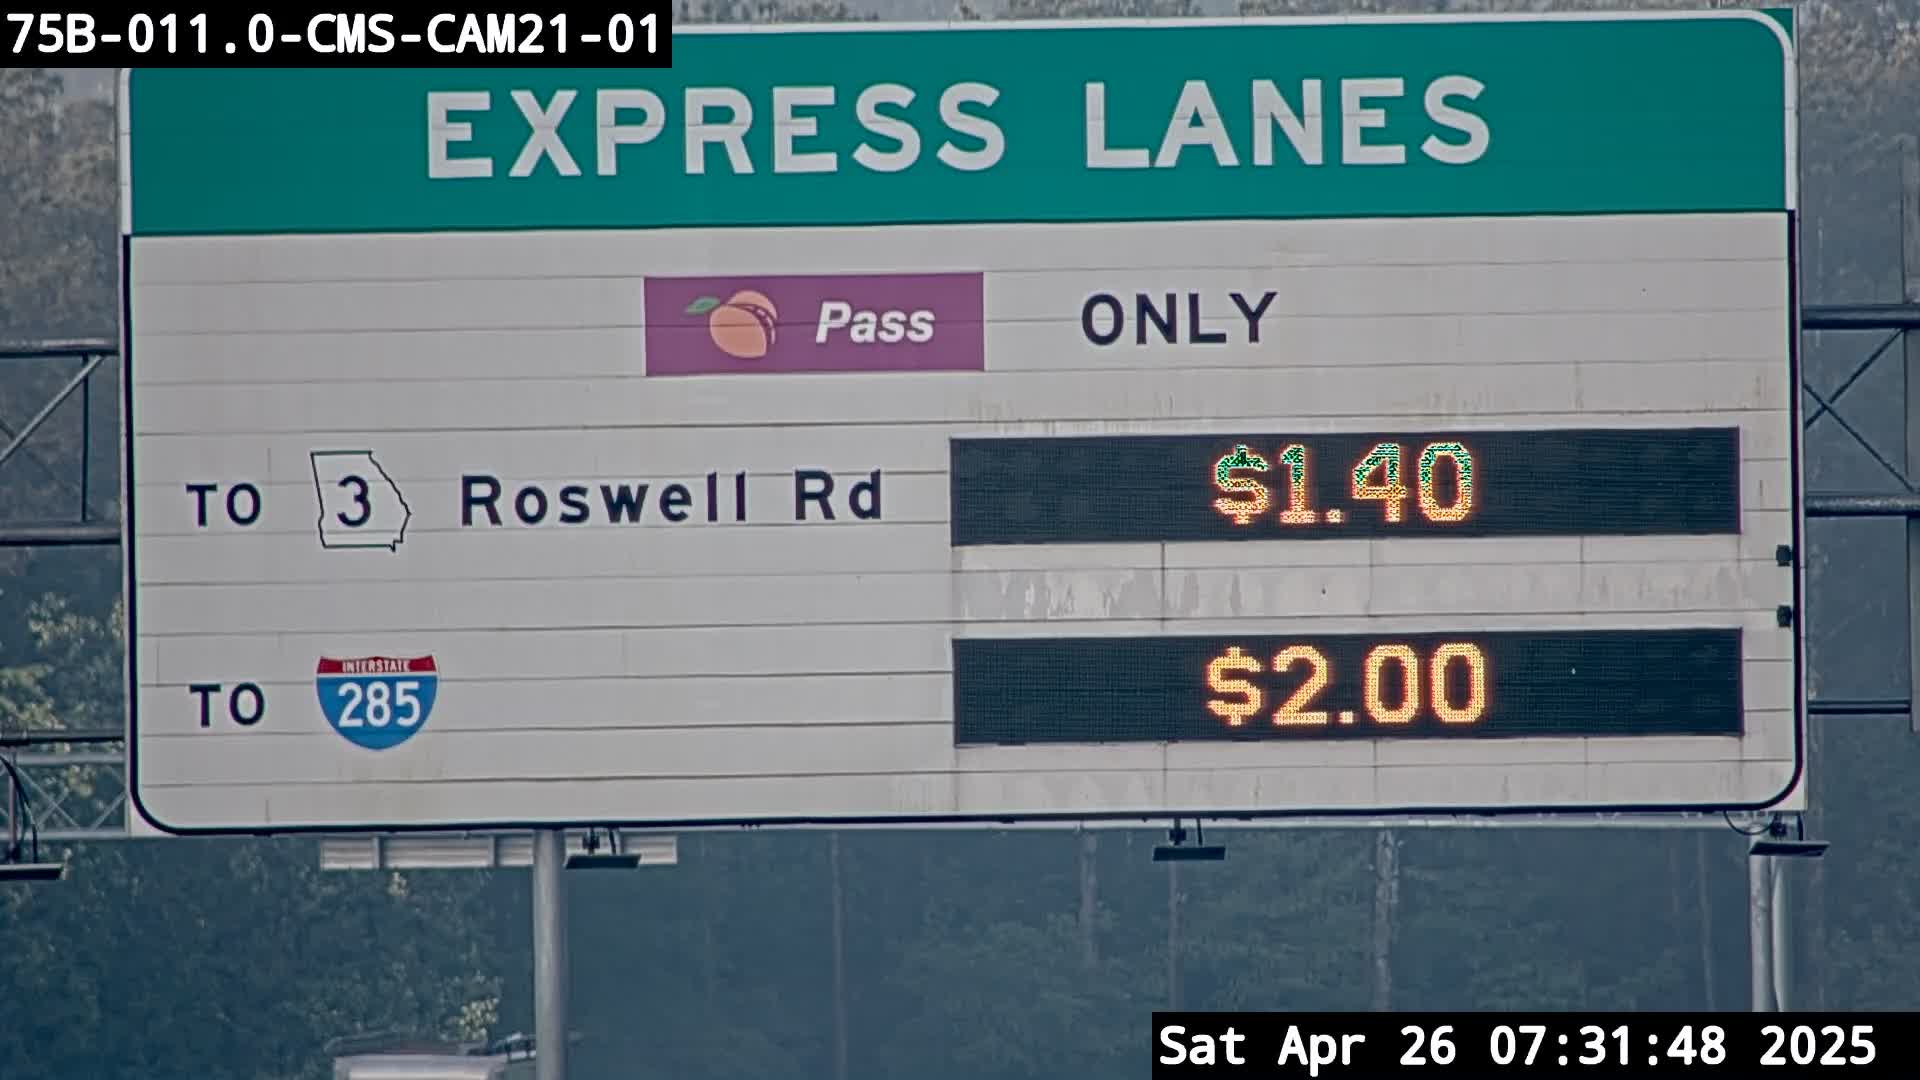 75B-011.0-CMS-CAM21-01
EXPRESS LANES
Pass ONLY
TO 3 Roswell Rd $1.40
INTERSTATE
TO 285 $2.00
Sat Apr 26 07:31:48 2025